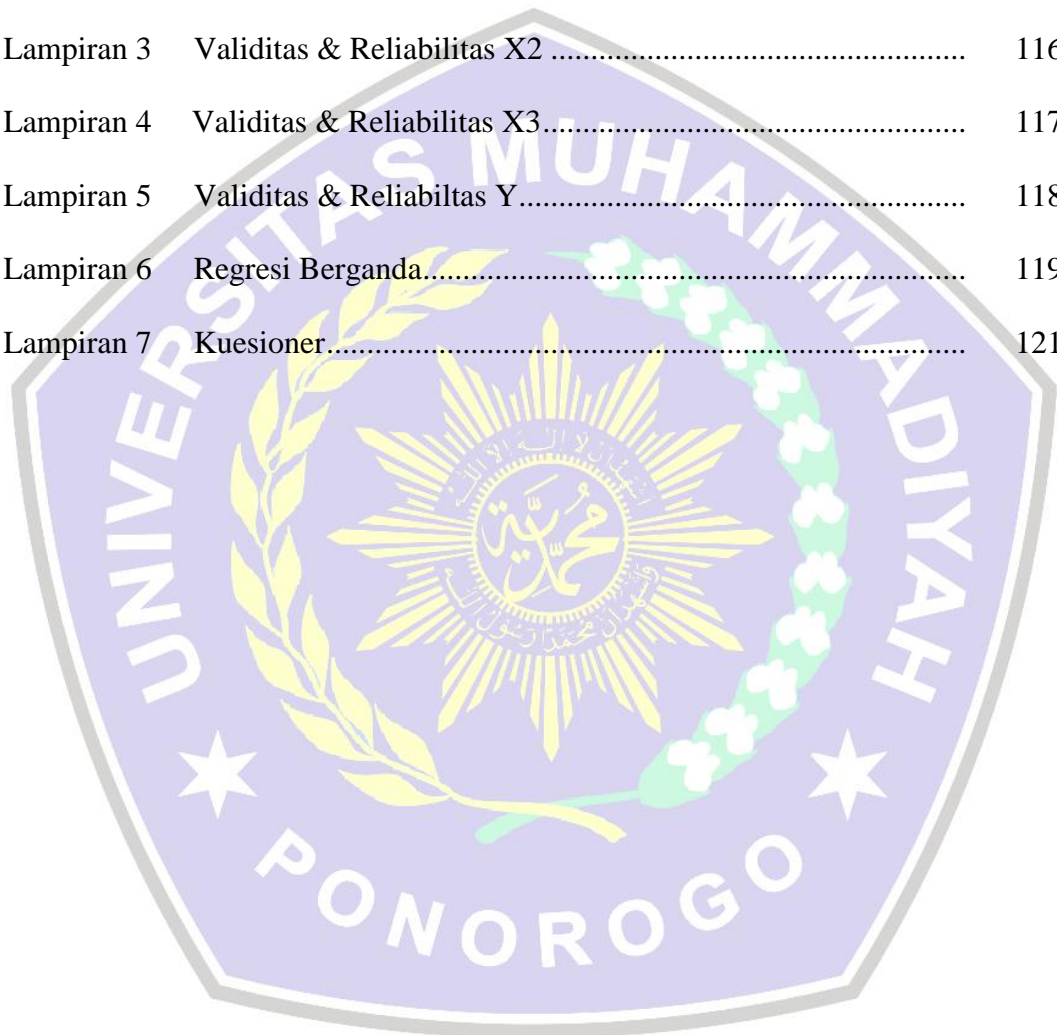 Lampiran 3 Validitas & Reliabilitas X2 ................................................ 116
Lampiran 4 Validitas & Reliabilitas X3 ................................................ 117
Lampiran 5 Validitas & Reliabiltas Y ................................................ 118
Lampiran 6 Regresi Berganda ................................................ 119
Lampiran 7 Kuesioner ................................................ 121
UNIVERSITAS MUHAMMADIYAH
محمدية
PONOROGO